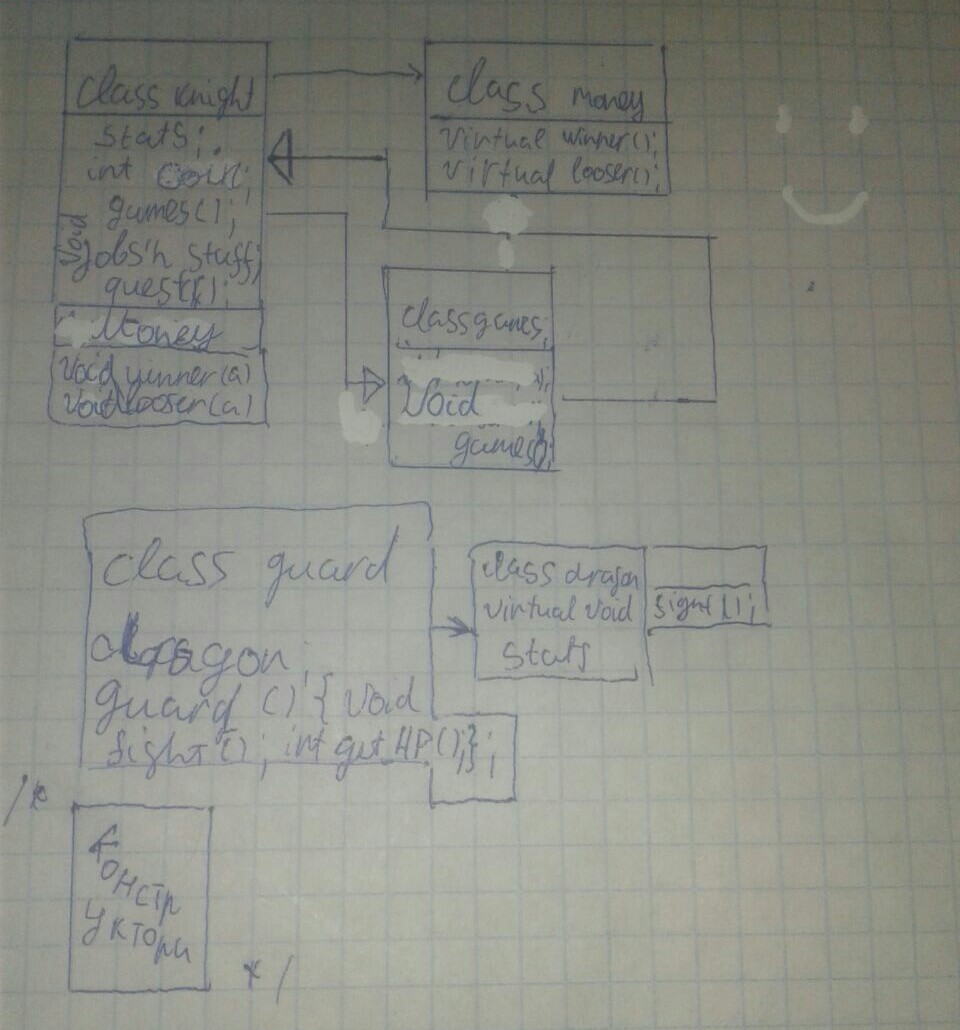 class Knight
stats;
int coin;
games();
void
jobs'n stuff;
quest();
Money
void winner(a)
void looser(a)
class money
virtual winner();
virtual looser();
class games;
void
games();
class guard
dragon;
guard () { void
fight (); int get HP();};
class dragon
virtual void
stats
fight ();
/*
Констр
уктори
*/